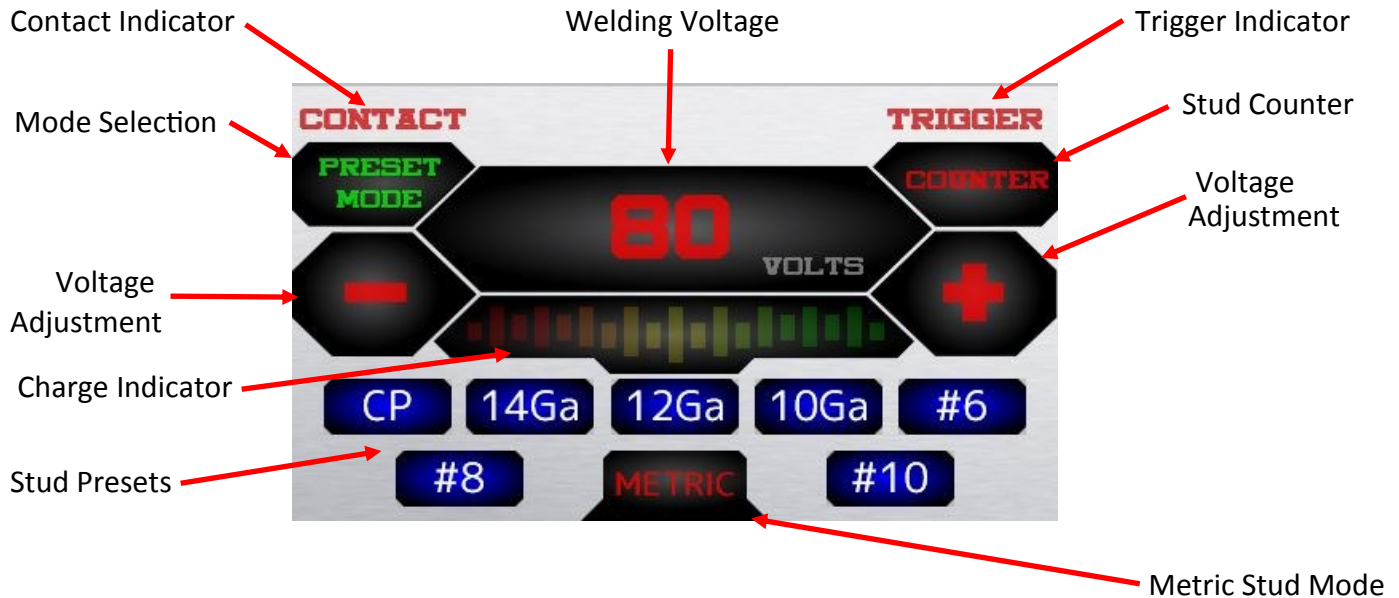 Contact Indicator
Welding Voltage
Trigger Indicator
Mode Selection
CONTACT
TRIGGER
Stud Counter
PRESET
MODE
COUNTER
80
VOLTS
Voltage
Adjustment
Voltage
Adjustment
-
+
Charge Indicator
CP
14Ga
12Ga
10Ga
#6
Stud Presets
#8
METRIC
#10
Metric Stud Mode